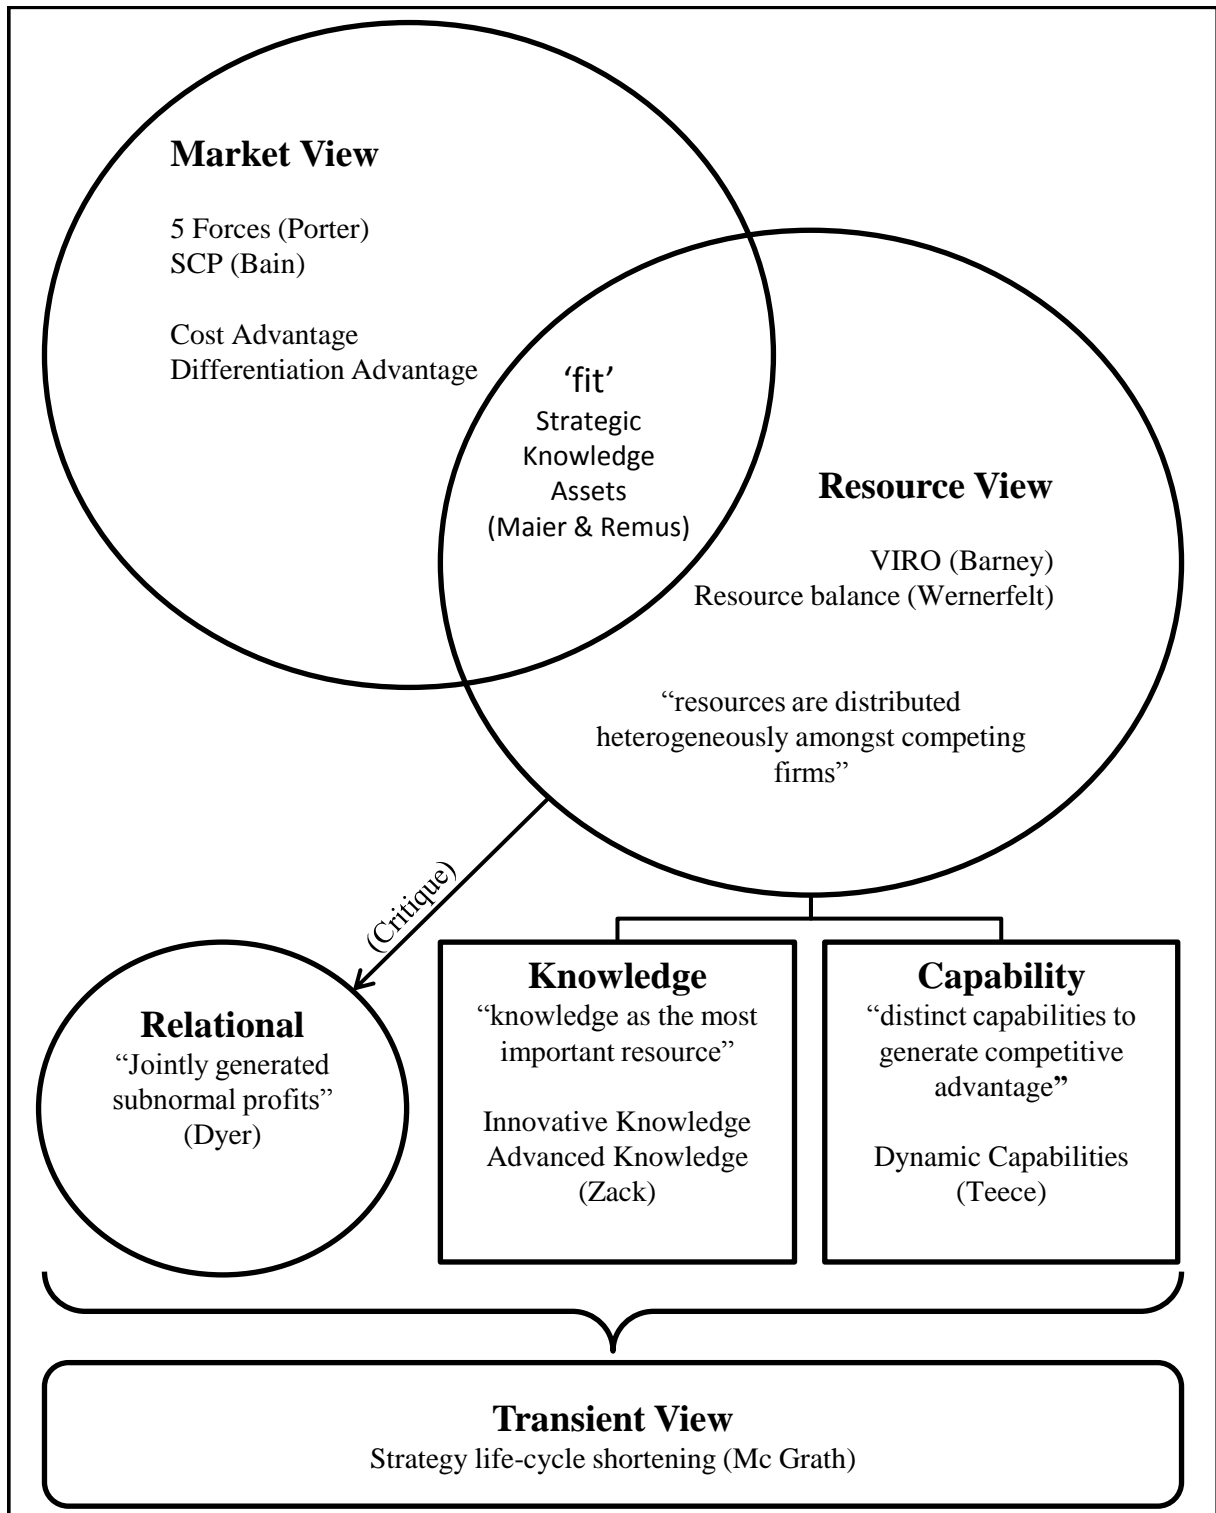 Market View
5 Forces (Porter)
SCP (Bain)
Cost Advantage
Differentiation Advantage
‘fit’
Strategic
Knowledge
Assets
(Maier & Remus)
Resource View
VIRO (Barney)
Resource balance (Wernerfelt)
“resources are distributed
heterogeneously amongst competing
firms”
(Critique)
Relational
“Jointly generated
subnormal profits”
(Dyer)
Knowledge
“knowledge as the most
important resource”
Innovative Knowledge
Advanced Knowledge
(Zack)
Capability
“distinct capabilities to
generate competitive
advantage”
Dynamic Capabilities
(Teece)
Transient View
Strategy life-cycle shortening (Mc Grath)